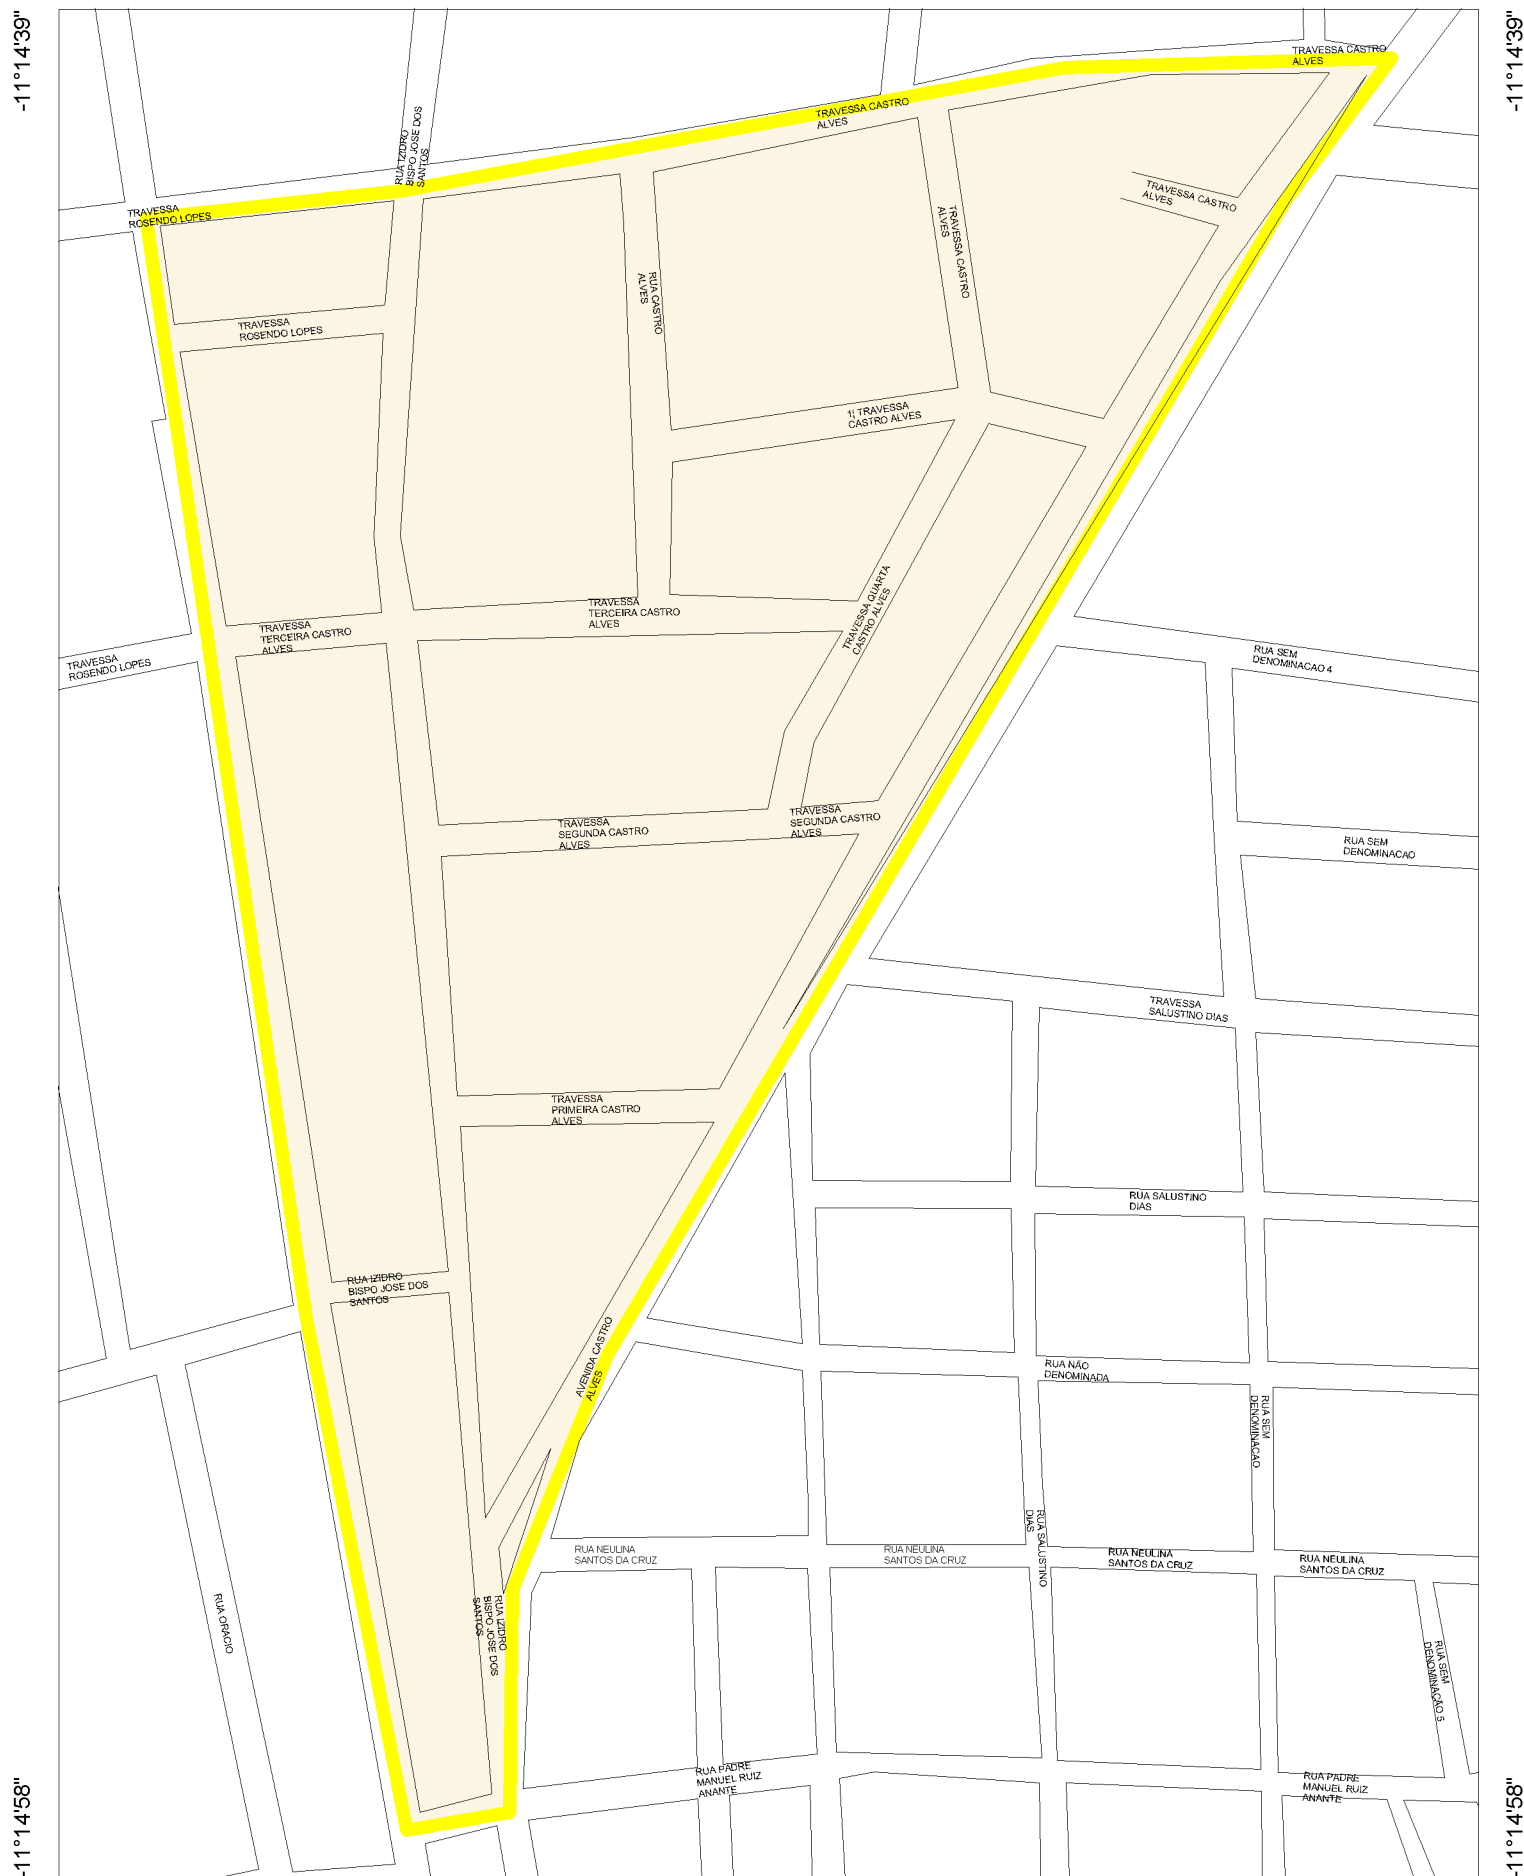 -11°14'39"
-11°14'39"
TRAVESSA CASTRO
ALVES
TRAVESSA CASTRO
ALVES
RUA IZIDRO
BISPO JOSE DOS
SANTOS
TRAVESSA
ROSENDO LOPES
TRAVESSA CASTRO
ALVES
TRAVESSA CASTRO
ALVES
RUA CASTRO
ALVES
TRAVESSA
ROSENDO LOPES
1¦ TRAVESSA
CASTRO ALVES
TRAVESSA QUARTA
CASTRO ALVES
TRAVESSA
TERCEIRA CASTRO
ALVES
TRAVESSA
TERCEIRA CASTRO
ALVES
TRAVESSA
ROSENDO LOPES
RUA SEM
DENOMINACAO 4
TRAVESSA
SEGUNDA CASTRO
ALVES
TRAVESSA
SEGUNDA CASTRO
ALVES
RUA SEM
DENOMINACAO
TRAVESSA
SALUSTINO DIAS
TRAVESSA
PRIMEIRA CASTRO
ALVES
RUA SALUSTINO
DIAS
RUA IZIDRO
BISPO JOSE DOS
SANTOS
AVENIDA CASTRO
ALVES
RUA NÃO
DENOMINADA
RUA SEM
DENOMINACAO
RUA SALUSTINO
DIAS
RUA NEULINA
SANTOS DA CRUZ
RUA NEULINA
SANTOS DA CRUZ
RUA NEULINA
SANTOS DA CRUZ
RUA NEULINA
SANTOS DA CRUZ
RUA IZIDRO
BISPO JOSE DOS
SANTOS
RUA ORACIO
RUA SEM
DENOMINAÇÃO 5
RUA PADRE
MANUEL RUIZ
ANANTE
RUA PADRE
MANUEL RUIZ
ANANTE
-11°14'58"
-11°14'58"